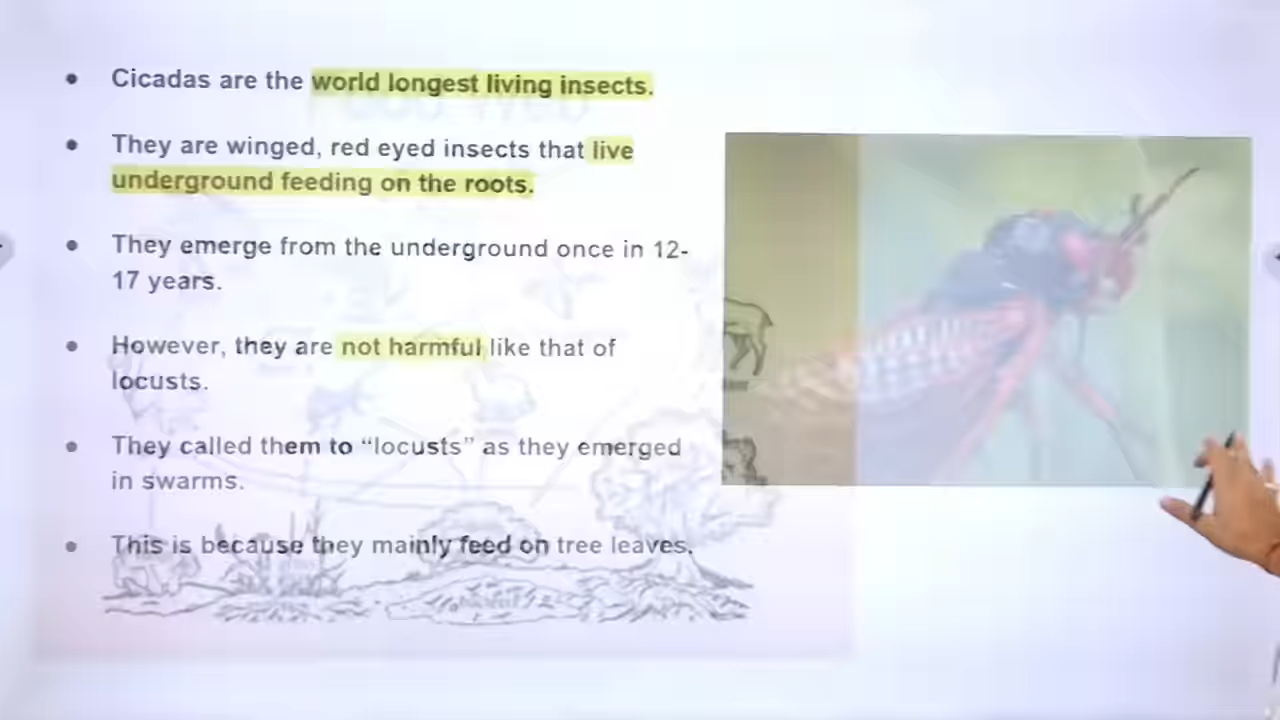 Cicadas are the world longest living insects.
They are winged, red eyed insects that live
underground feeding on the roots.
They emerge from the underground once in 12-
17 years.
However, they are not harmful like that of
locusts.
They called them to “locusts” as they emerged
in swarms.
This is because they mainly feed on tree leaves.